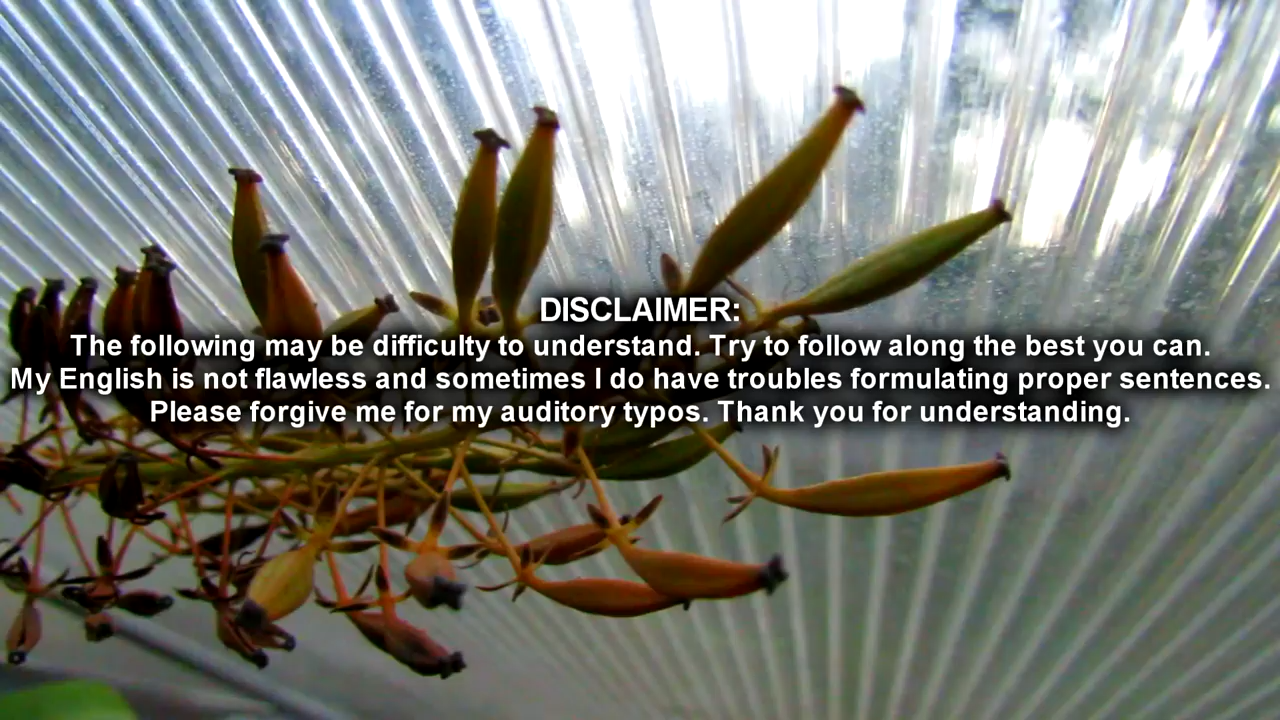 DISCLAIMER:
The following may be difficulty to understand. Try to follow along the best you can.
My English is not flawless and sometimes I do have troubles formulating proper sentences.
Please forgive me for my auditory typos. Thank you for understanding.